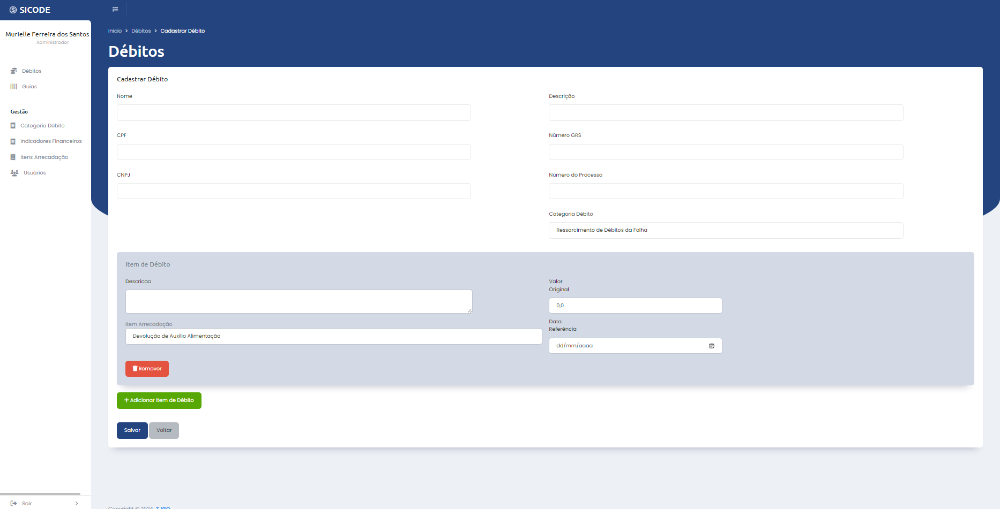 SICODE
Murielle Ferreira dos Santos
Administrador
Débitos
Guias
Gestão
Categoria Débito
Indicadores Financeiros
Itens Arrecadação
Usuários
Sair
Início > Débitos > Cadastrar Débito
Débitos
Cadastrar Débito
Nome
Descrição
CPF
Número GRS
CNPJ
Número do Processo
Categoria Débito
Ressarcimento de Débitos da Folha
Item de Débito
Descricao
Valor
Original
0,0
Item Arrecadação
Devolução de Auxilio Alimentação
Data
Referência
dd/mm/aaaa
Remover
Adicionar Item de Débito
Salvar
Voltar
Copyright © 2024 TJGO